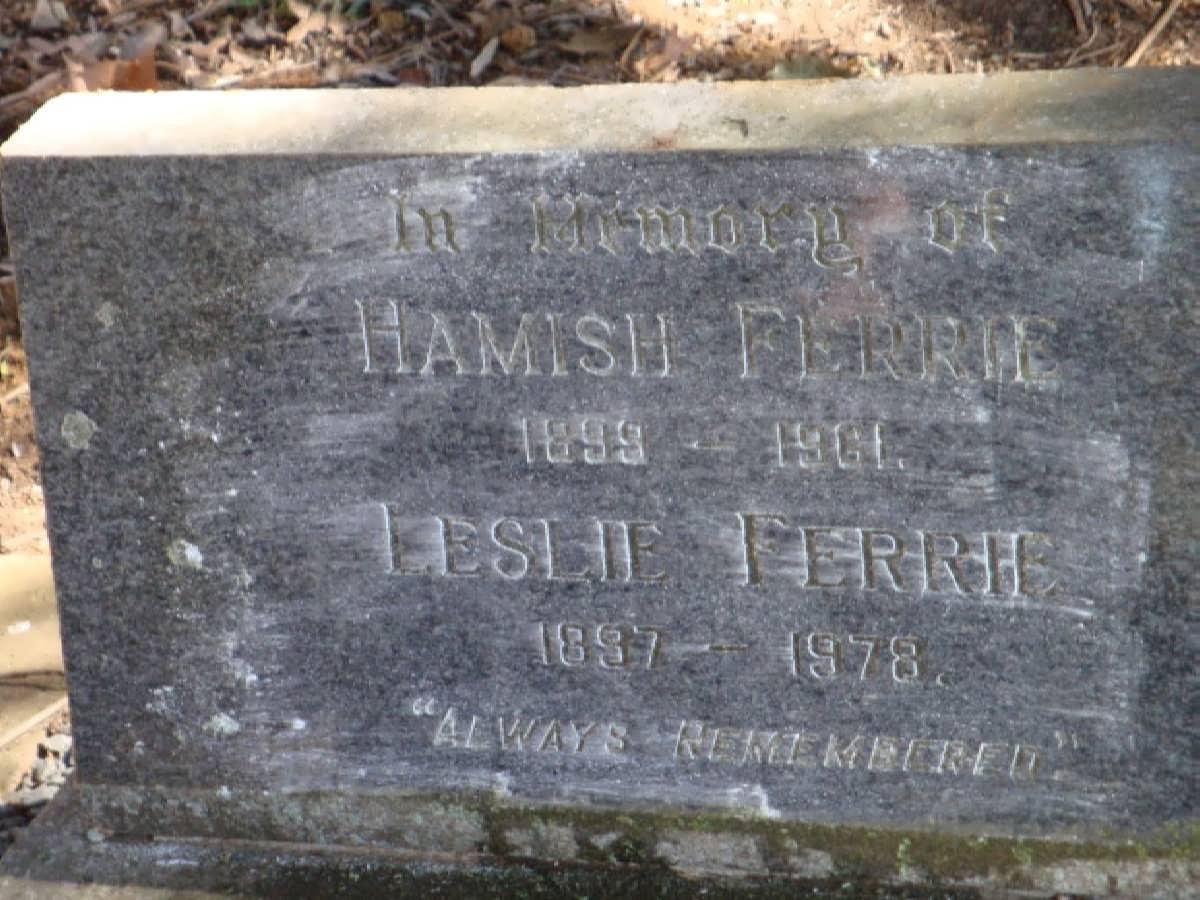 In Memory of
HAMISH FERRIE
1899 - 1961.
LESLIE FERRIE
1897 - 1978.
"ALWAYS REMEMBERED"